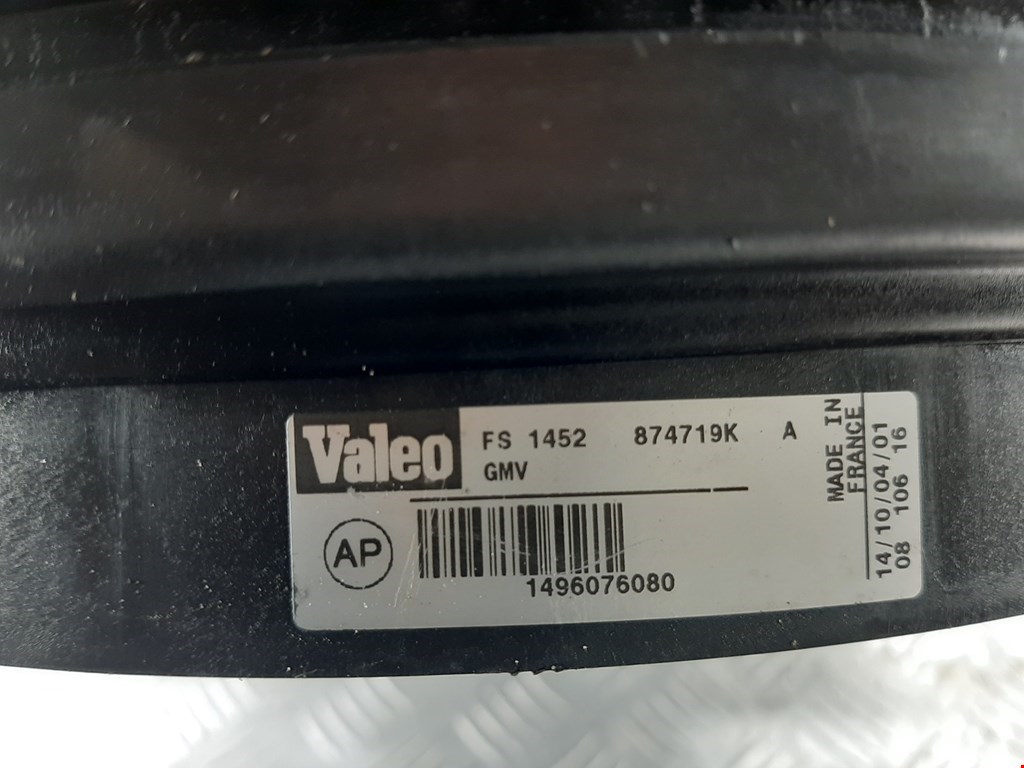 Valeo
FS 1452 874719K A
GMV
AP
1496076080
MADE IN
FRANCE
14/10/04/01
08 106 16